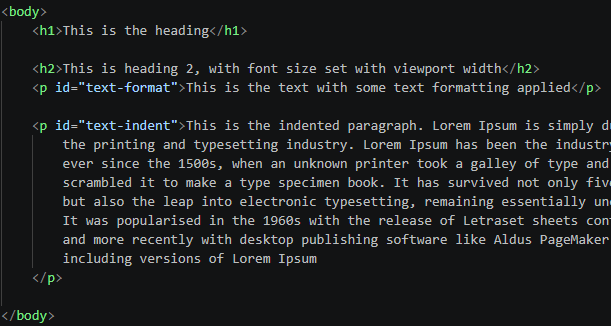 <body>
<h1>This is the heading</h1>
<h2>This is heading 2, with font size set with viewport width</h2>
<p id="text-format">This is the text with some text formatting applied</p>
<p id="text-indent">This is the indented paragraph. Lorem Ipsum is simply
the printing and typesetting industry. Lorem Ipsum has been the
ever since the 1500s, when an unknown printer took a galley of type and
scrambled it to make a type specimen book. It has survived not only
but also the leap into electronic typesetting, remaining essentially
It was popularised in the 1960s with the release of Letraset sheets
and more recently with desktop publishing software like Aldus PageMaker
including versions of Lorem Ipsum
</p>
</body>